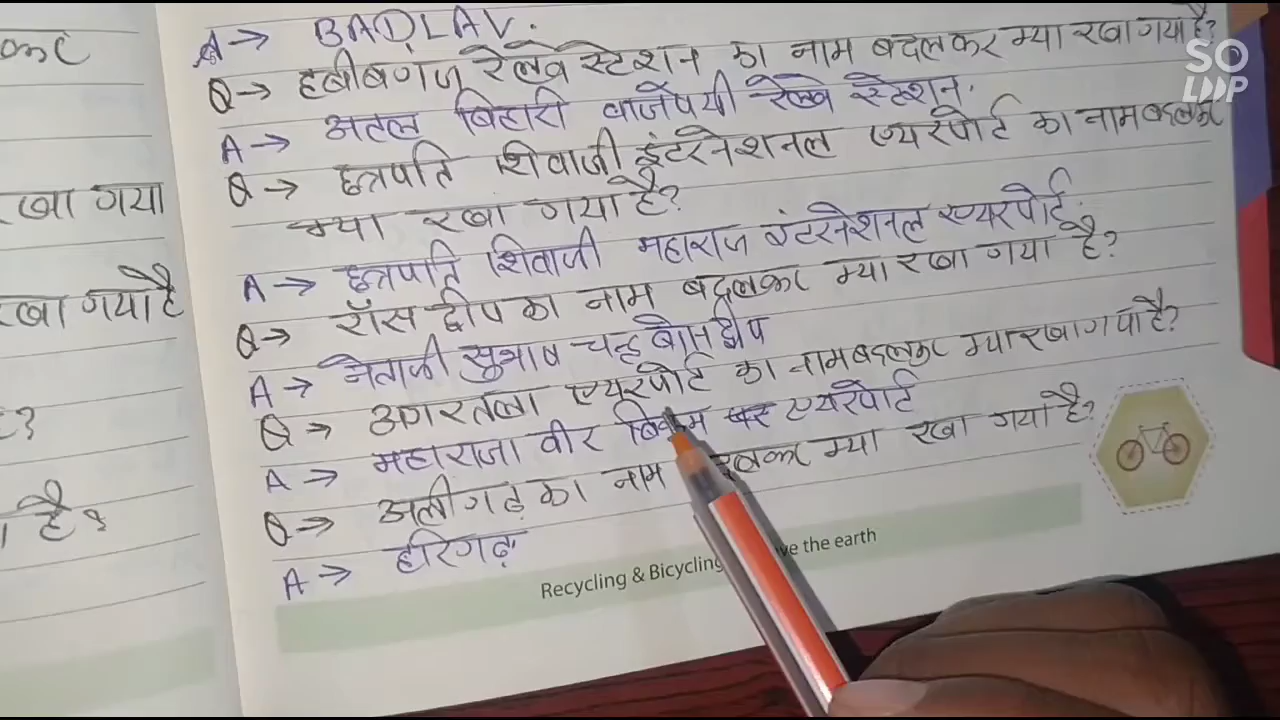 कर
रखा गया
रखा गया है
है?
A → BADLAV.
Q → हबीबगंज रेलवे स्टेशन का नाम बदलकर क्या रखा गया है?
A → अटल बिहारी वाजपेयी रेल्वे स्टेशन.
Q → छत्रपति शिवाजी इंटरनेशनल एयरपोर्ट का नाम बदलकर
क्या रखा गया है?
A → छत्रपति शिवाजी महाराज इंटरनेशनल एयरपोर्ट.
Q → रॉस द्वीप का नाम बदलकर क्या रखा गया है?
A → नेताजी सुभाष चन्द्र बोस द्वीप
Q → अगरतला एयरपोर्ट का नाम बदलकर क्या रखा गया है?
A → महाराजा वीर बिक्रम एयरपोर्ट
Q → अलीगढ़ का नाम क्या रखा गया है?
A → हरिगढ़
Recycling & Bicycling the earth
SO
LOOP